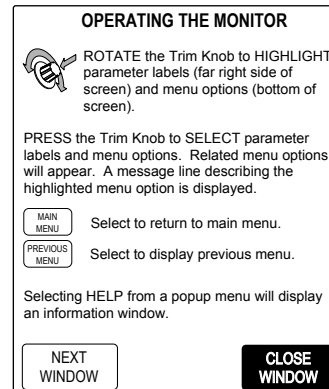 OPERATING THE MONITOR
ROTATE the Trim Knob to HIGHLIGHT
parameter labels (far right side of
screen) and menu options (bottom of
screen).
PRESS the Trim Knob to SELECT parameter
labels and menu options. Related menu options
will appear. A message line describing the
highlighted menu option is displayed.
MAIN
MENU
Select to return to main menu.
PREVIOUS
MENU
Select to display previous menu.
Selecting HELP from a popup menu will display
an information window.
NEXT
WINDOW
CLOSE
WINDOW